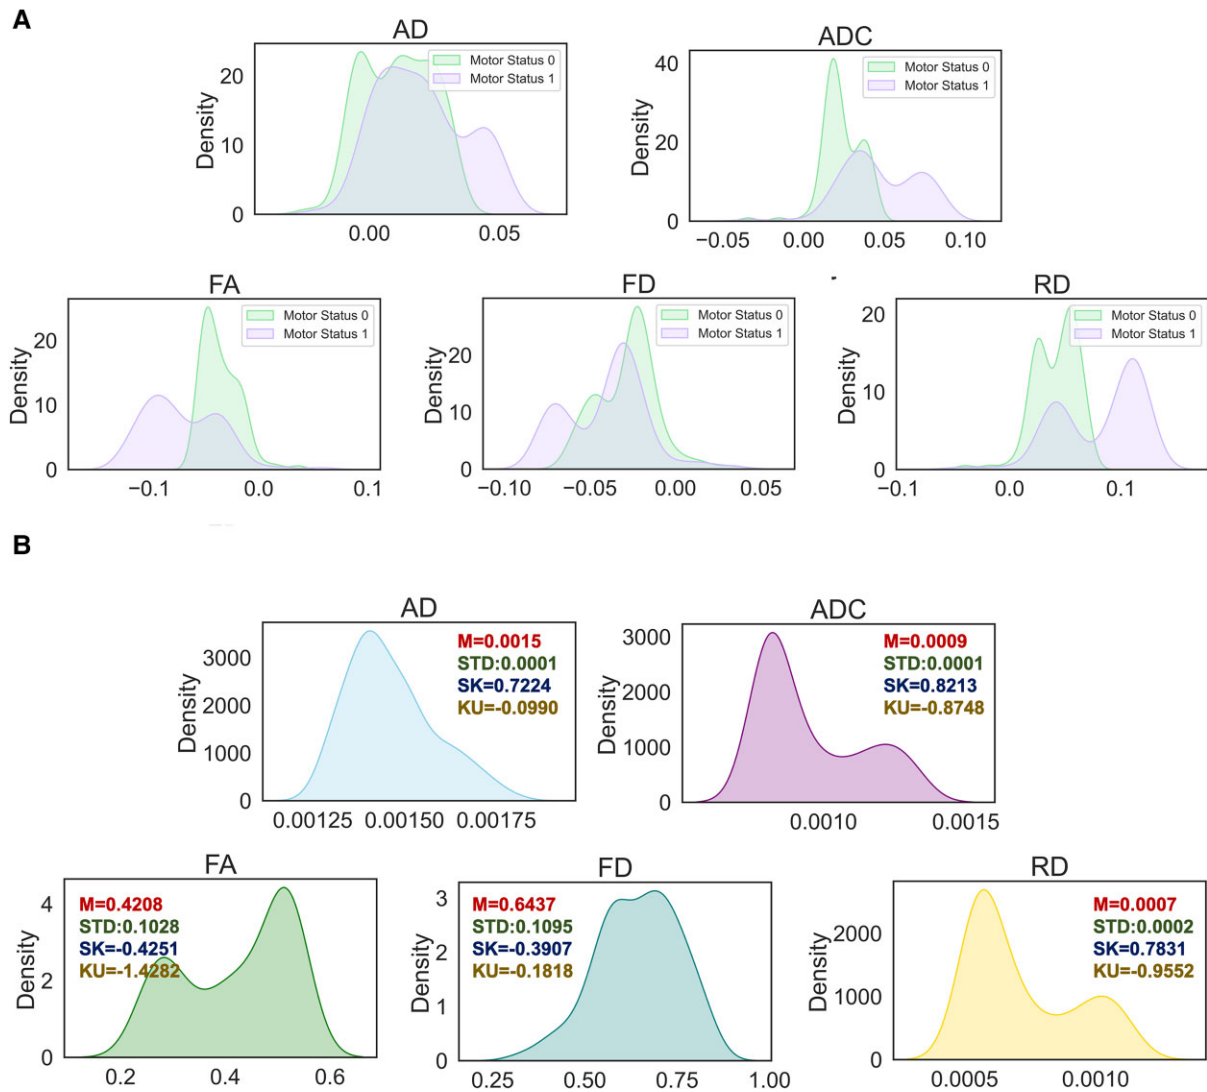 A
AD
Density
20
10
0
Motor Status 0
Motor Status 1
0.00
0.05
ADC
Density
40
20
0
Motor Status 0
Motor Status 1
−0.05
0.00
0.05
0.10
FA
Density
20
10
0
Motor Status 0
Motor Status 1
−0.1
0.0
0.1
FD
Density
20
10
0
Motor Status 0
Motor Status 1
−0.10
−0.05
0.00
0.05
RD
Density
20
15
10
5
0
Motor Status 0
Motor Status 1
−0.1
0.0
0.1
B
AD
Density
3000
2000
1000
0
M=0.0015
STD:0.0001
SK=0.7224
KU=-0.0990
0.00125
0.00150
0.00175
ADC
Density
3000
2000
1000
0
M=0.0009
STD:0.0001
SK=0.8213
KU=-0.8748
0.0010
0.0015
FA
Density
4
2
0
M=0.4208
STD:0.1028
SK=-0.4251
KU=-1.4282
0.2
0.4
0.6
FD
Density
3
2
1
0
M=0.6437
STD:0.1095
SK=-0.3907
KU=-0.1818
0.25
0.50
0.75
1.00
RD
Density
2000
1000
0
M=0.0007
STD:0.0002
SK=0.7831
KU=-0.9552
0.0005
0.0010